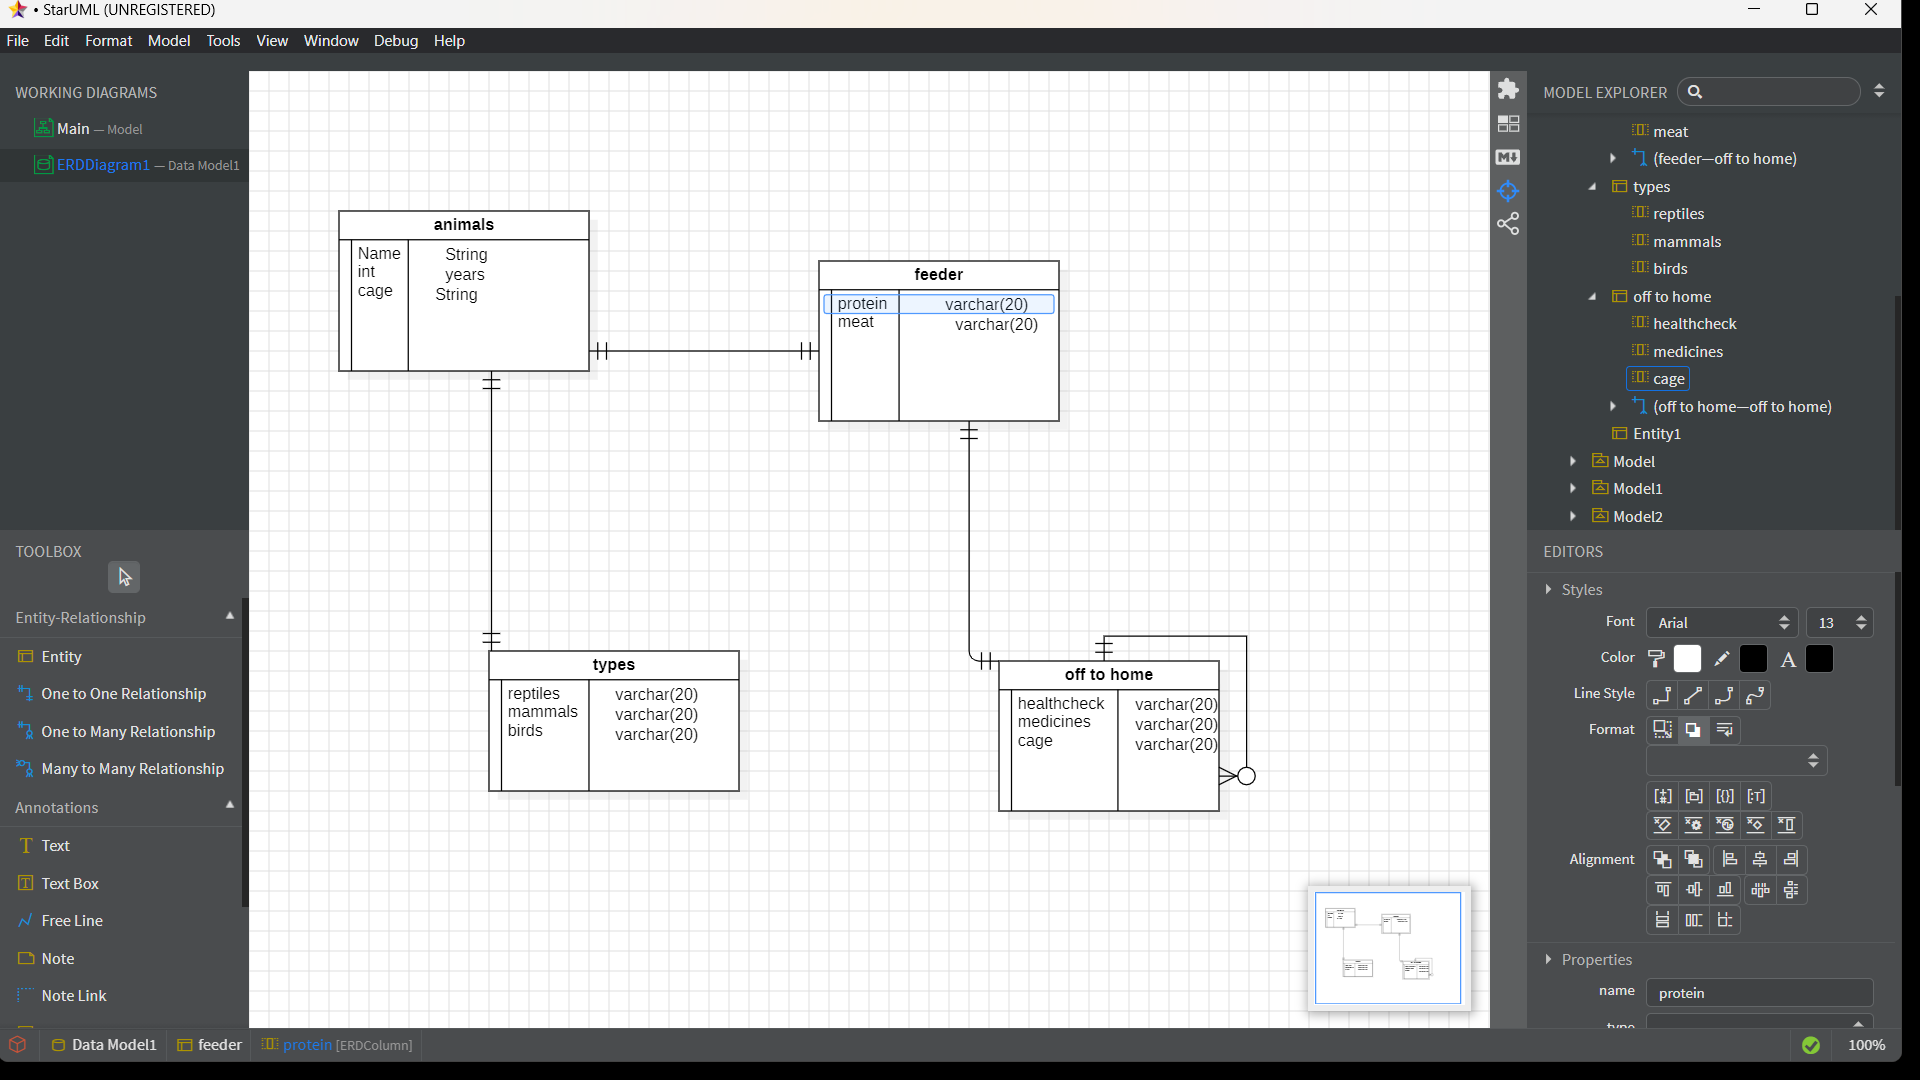 • StarUML (UNREGISTERED)
File Edit Format Model Tools View Window Debug Help
WORKING DIAGRAMS
Main — Model
ERDDiagram1 — Data Model1
TOOLBOX
Entity-Relationship
Entity
One to One Relationship
One to Many Relationship
Many to Many Relationship
Annotations
Text
Text Box
Free Line
Note
Note Link
animals
Name String
int years
cage String
feeder
protein varchar(20)
meat varchar(20)
types
reptiles varchar(20)
mammals varchar(20)
birds varchar(20)
off to home
healthcheck varchar(20)
medicines varchar(20)
cage varchar(20)
MODEL EXPLORER
meat
(feeder—off to home)
types
reptiles
mammals
birds
off to home
healthcheck
medicines
cage
(off to home—off to home)
Entity1
Model
Model1
Model2
EDITORS
Styles
Font Arial 13
Color
Line Style
Format
Alignment
Properties
name protein
type
Data Model1 feeder protein [ERDColumn] 100%